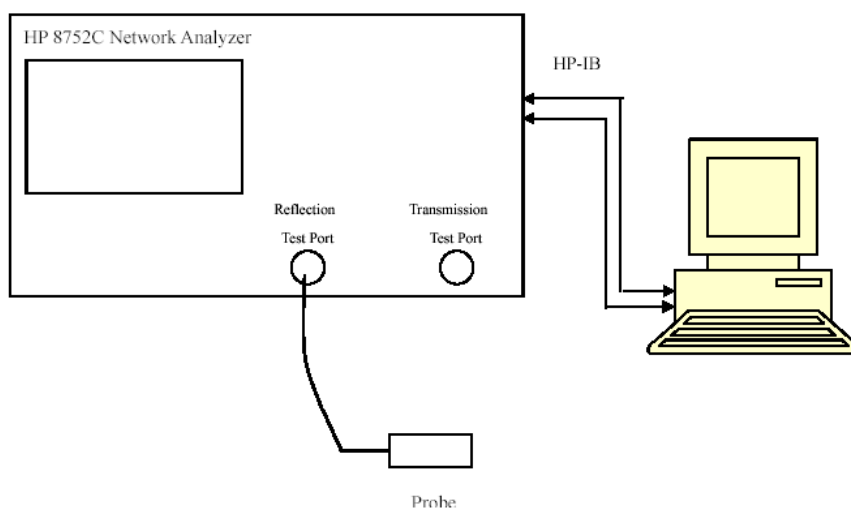 HP 8752C Network Analyzer
HP-IB
Reflection
Test Port
Transmission
Test Port
Probe